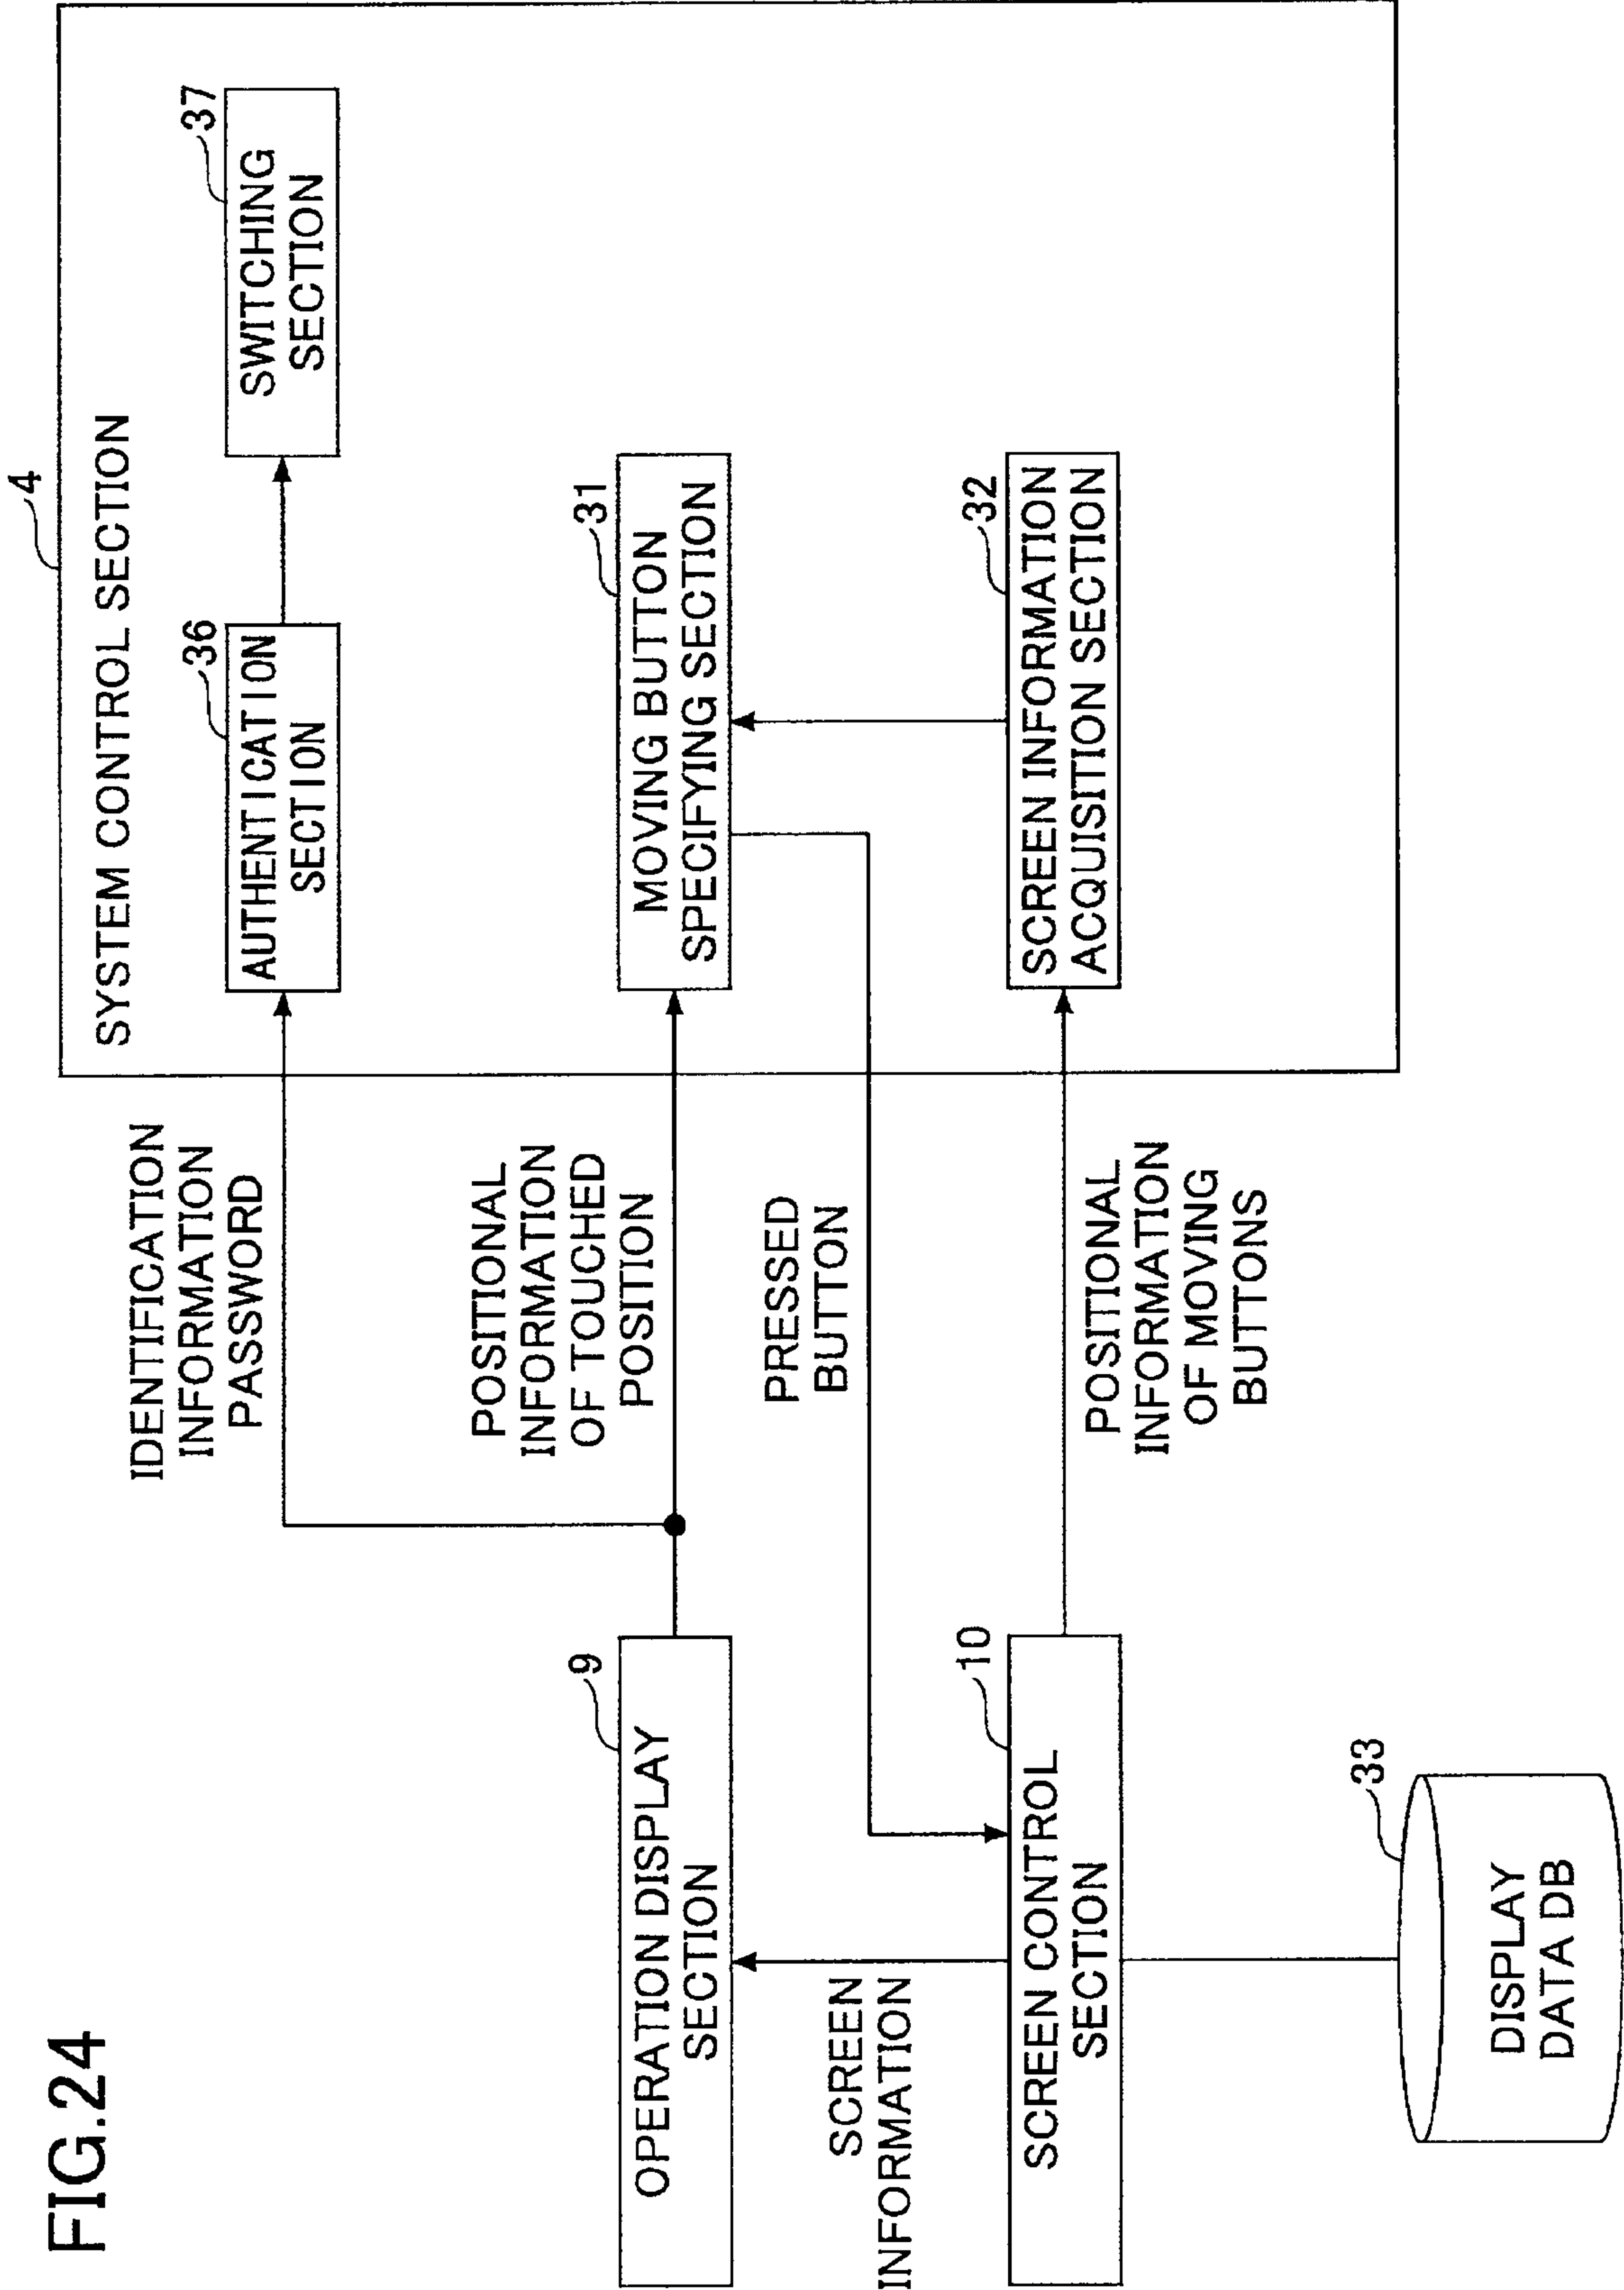 FIG.24
4
SYSTEM CONTROL SECTION
IDENTIFICATION
INFORMATION
PASSWORD
36
AUTHENTICATION
SECTION
37
SWITCHING
SECTION
9
OPERATION DISPLAY
SECTION
POSITIONAL
INFORMATION
OF TOUCHED
POSITION
31
MOVING BUTTON
SPECIFYING SECTION
SCREEN
INFORMATION
PRESSED
BUTTON
10
SCREEN CONTROL
SECTION
POSITIONAL
INFORMATION
OF MOVING
BUTTONS
32
SCREEN INFORMATION
ACQUISITION SECTION
33
DISPLAY
DATA DB